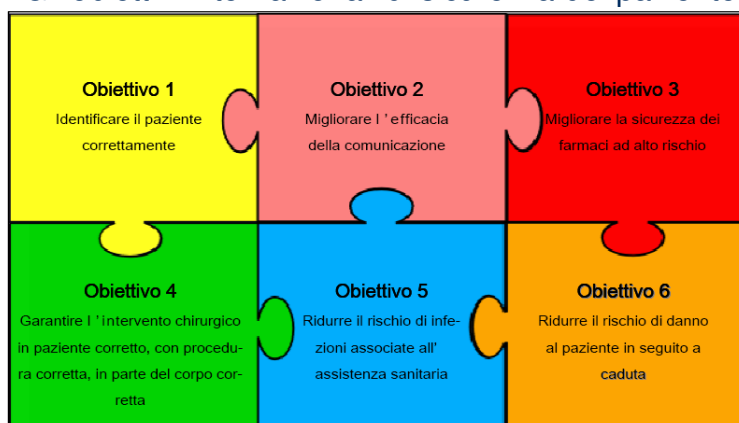 del paziente
Obiettivo 1
Identificare il paziente
correttamente
Obiettivo 2
Migliorare l ' efficacia
della comunicazione
Obiettivo 3
Migliorare la sicurezza dei
farmaci ad alto rischio
Obiettivo 4
Garantire l ' intervento chirurgico
in paziente corretto, con procedu-
ra corretta, in parte del corpo cor-
retta
Obiettivo 5
Ridurre il rischio di infe-
zioni associate all'
assistenza sanitaria
Obiettivo 6
Ridurre il rischio di danno
al paziente in seguito a
caduta